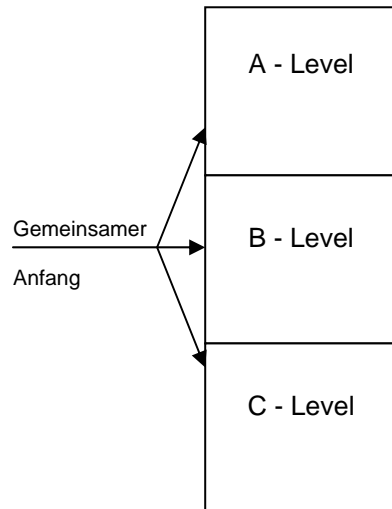 A - Level
Gemeinsamer
Anfang
B - Level
C - Level